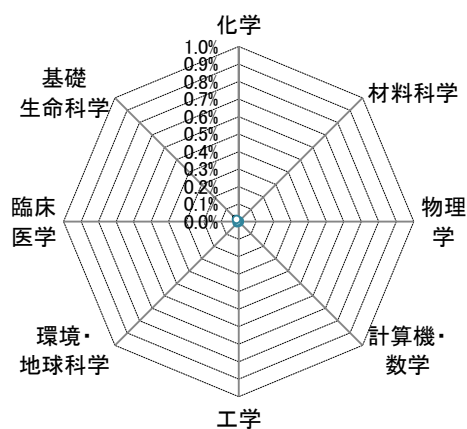 化学
1.0%
0.9%
0.8%
0.7%
0.6%
0.5%
0.4%
0.3%
0.2%
0.1%
0.0%
材料科学
物理
学
計算機・
数学
工学
環境・
地球科学
臨床
医学
基礎
生命科学